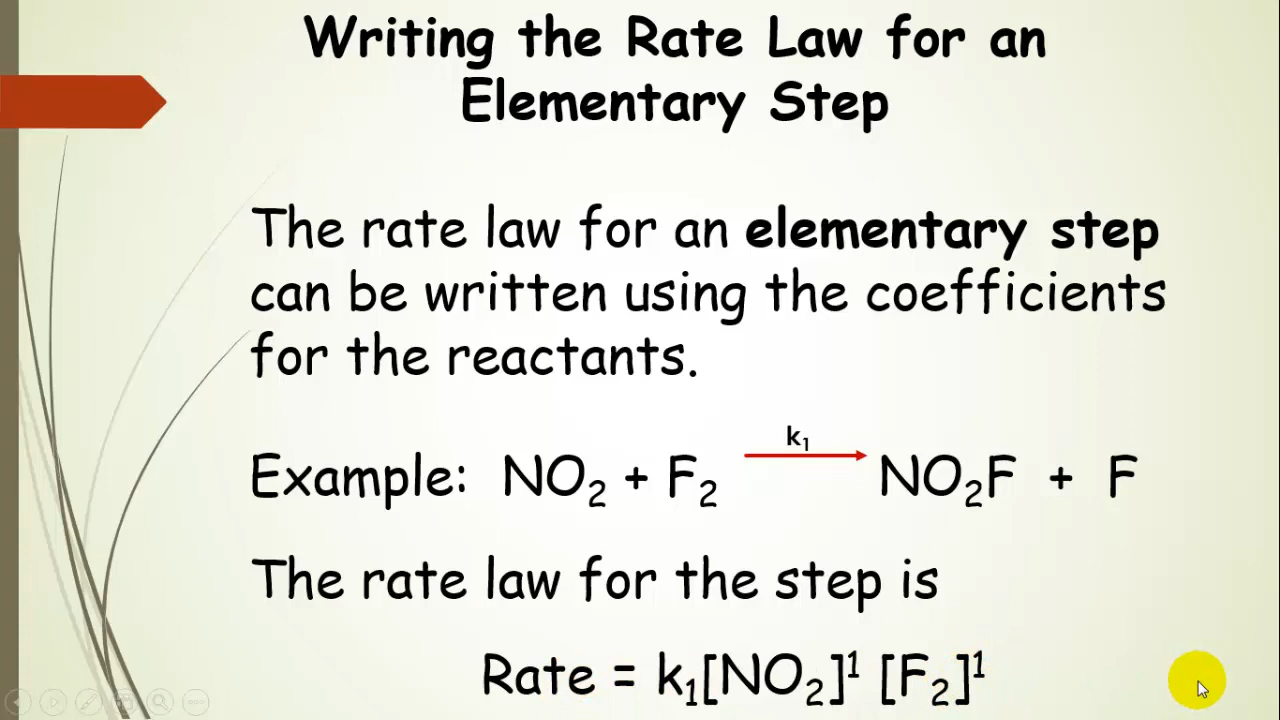 Writing the Rate Law for an
Elementary Step
The rate law for an elementary step
can be written using the coefficients
for the reactants.
k₁
Example: NO₂ + F₂ → NO₂F + F
The rate law for the step is
Rate = k₁[NO₂]¹ [F₂]¹